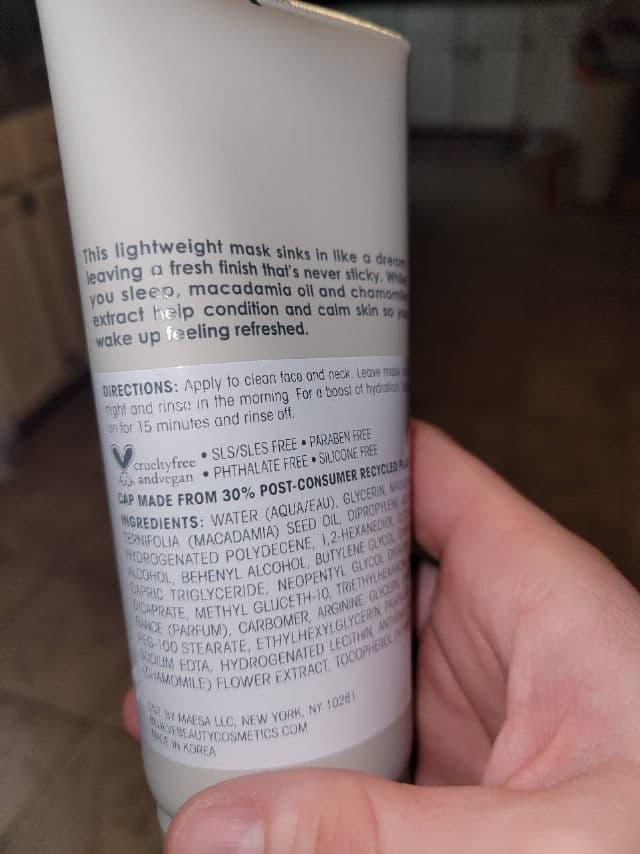 This lightweight mask sinks in like a dream
leaving a fresh finish that's never sticky.
you sleep, macadamia oil and chamomile
extract help condition and calm skin so
wake up feeling refreshed.
DIRECTIONS: Apply to clean face and neck. Leave mask
night and rinse in the morning. For a boost of hydration
on for 15 minutes and rinse off.
crueltyfree
andvegan
• SLS/SLES FREE • PARABEN FREE
• PHTHALATE FREE • SILICONE FREE
CAP MADE FROM 30% POST-CONSUMER RECYCLED
INGREDIENTS: WATER (AQUA/EAU), GLYCERIN,
TERNIFOLIA (MACADAMIA) SEED OIL, DIPROPYLENE
HYDROGENATED POLYDECENE, 1,2-HEXANEDIOL,
ALCOHOL, BEHENYL ALCOHOL, BUTYLENE GLYCOL,
CAPRIC TRIGLYCERIDE, NEOPENTYL GLYCOL
DICAPRATE, METHYL GLUCETH-10,
(PARFUM), CARBOMER, ARGININE,
PEG-100 STEARATE, ETHYLHEXYLGLYCERIN,
SODIUM EDTA, HYDROGENATED LECITHIN,
(CHAMOMILE) FLOWER EXTRACT, TOCOPHEROL
DIST. BY MAESA LLC, NEW YORK, NY 10281
BELIEVEBEAUTYCOSMETICS.COM
MADE IN KOREA